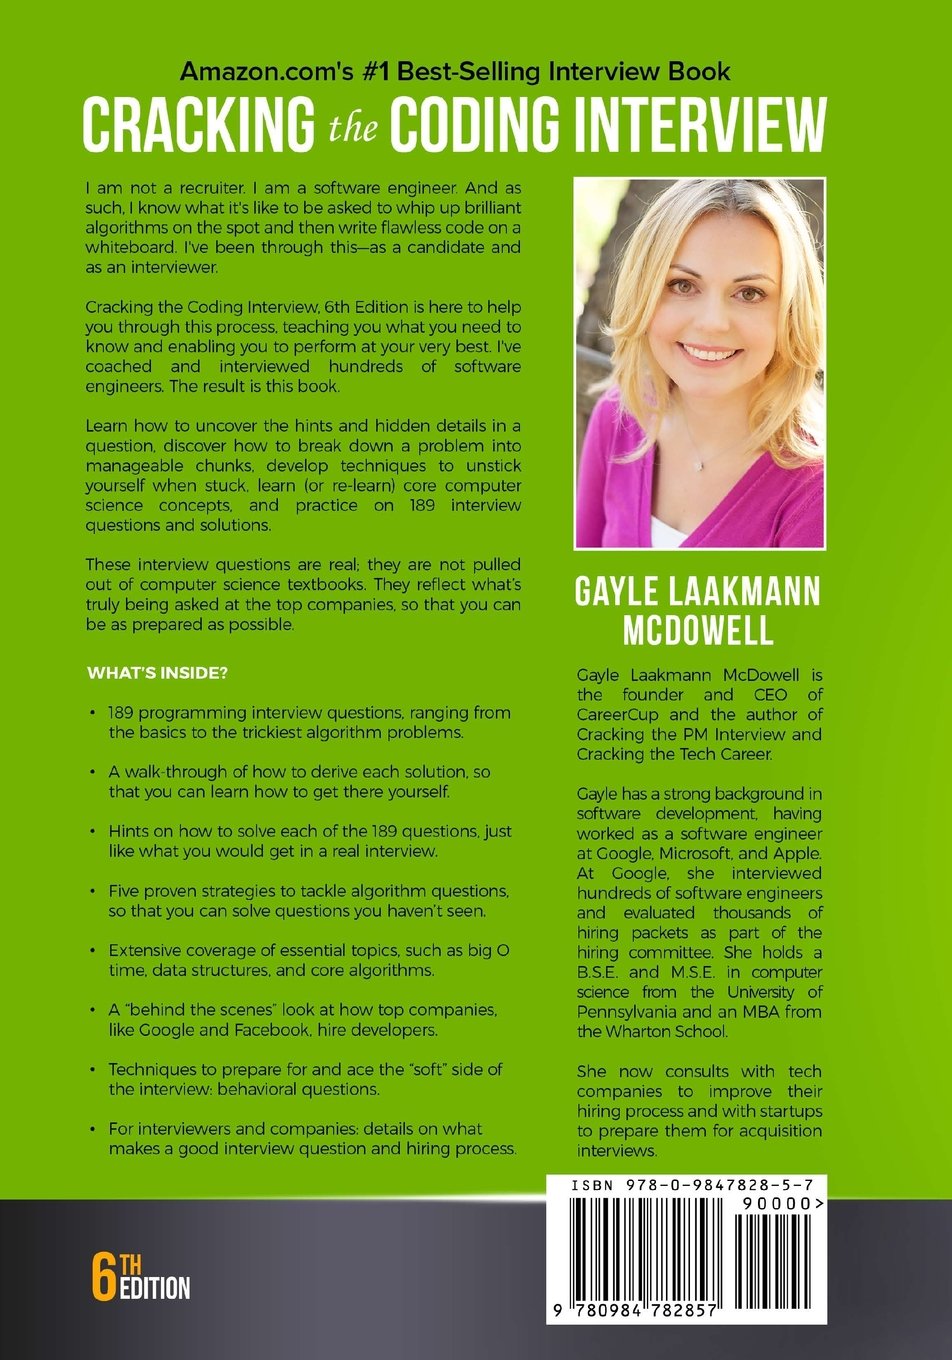 Amazon.com's #1 Best-Selling Interview Book
CRACKING the CODING INTERVIEW
I am not a recruiter. I am a software engineer. And as
such, I know what it's like to be asked to whip up brilliant
algorithms on the spot and then write flawless code on a
whiteboard. I've been through this—as a candidate and
as an interviewer.
Cracking the Coding Interview, 6th Edition is here to help
you through this process, teaching you what you need to
know and enabling you to perform at your very best. I've
coached and interviewed hundreds of software
engineers. The result is this book.
Learn how to uncover the hints and hidden details in a
question, discover how to break down a problem into
manageable chunks, develop techniques to unstick
yourself when stuck, learn (or re-learn) core computer
science concepts, and practice on 189 interview
questions and solutions.
These interview questions are real; they are not pulled
out of computer science textbooks. They reflect what's
truly being asked at the top companies, so that you can
be as prepared as possible.
WHAT'S INSIDE?
• 189 programming interview questions, ranging from
the basics to the trickiest algorithm problems.
• A walk-through of how to derive each solution, so
that you can learn how to get there yourself.
• Hints on how to solve each of the 189 questions, just
like what you would get in a real interview.
• Five proven strategies to tackle algorithm questions,
so that you can solve questions you haven't seen.
• Extensive coverage of essential topics, such as big O
time, data structures, and core algorithms.
• A “behind the scenes” look at how top companies,
like Google and Facebook, hire developers.
• Techniques to prepare for and ace the “soft” side of
the interview: behavioral questions.
• For interviewers and companies: details on what
makes a good interview question and hiring process.
GAYLE LAAKMANN
MCDOWELL
Gayle Laakmann McDowell is
the founder and CEO of
CareerCup and the author of
Cracking the PM Interview and
Cracking the Tech Career.
Gayle has a strong background in
software development, having
worked as a software engineer
at Google, Microsoft, and Apple.
At Google, she interviewed
hundreds of software engineers
and evaluated thousands of
hiring packets as part of the
hiring committee. She holds a
B.S.E. and M.S.E. in computer
science from the University of
Pennsylvania and an MBA from
the Wharton School.
She now consults with tech
companies to improve their
hiring process and with startups
to prepare them for acquisition
interviews.
ISBN 978-0-9847828-5-7
90000>
9 780984 782857
6TH
EDITION